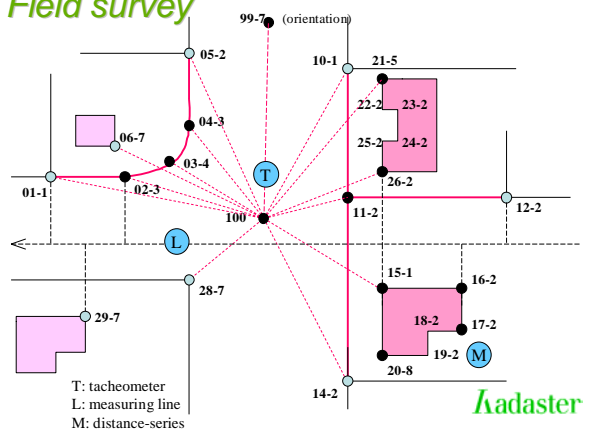 Field survey
99-7 (orientation)
05-2
10-1 21-5
22-2 23-2
04-3
06-7
25-2 24-2
03-4
T
26-2
01-1 02-3
11-2 12-2
100
L
15-1 16-2
28-7
29-7
18-2 17-2
19-2 M
20-8
14-2
T: tacheometer
L: measuring line
M: distance-series
kadaster